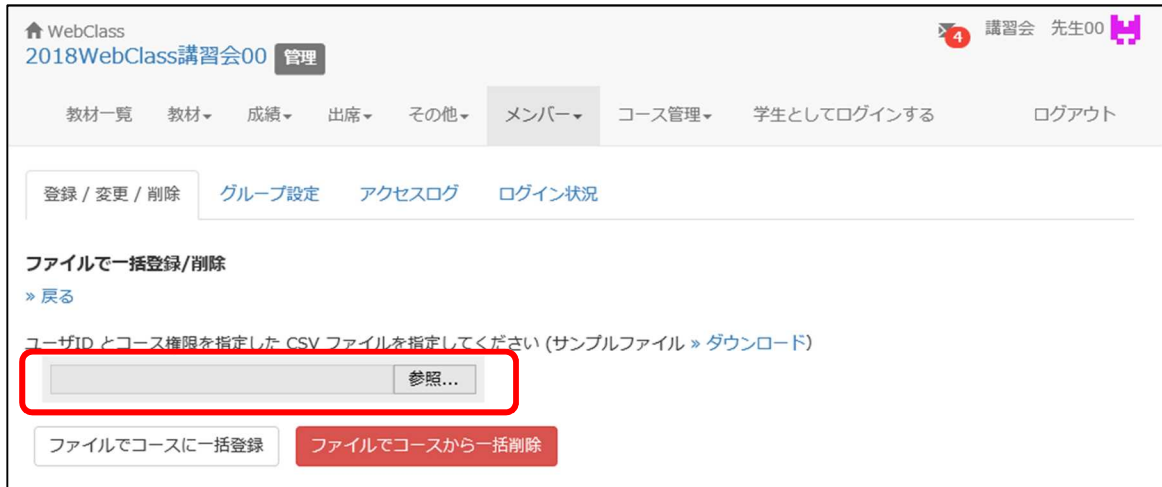 WebClass
4 講習会 先生00
2018WebClass講習会00 管理
教材一覧 教材 成績 出席 その他 メンバー コース管理 学生としてログインする ログアウト
登録 / 変更 / 削除 グループ設定 アクセスログ ログイン状況
ファイルで一括登録/削除
» 戻る
ユーザID とコース権限を指定した CSV ファイルを指定してください (サンプルファイル » ダウンロード)
参照...
ファイルでコースに一括登録 ファイルでコースから一括削除